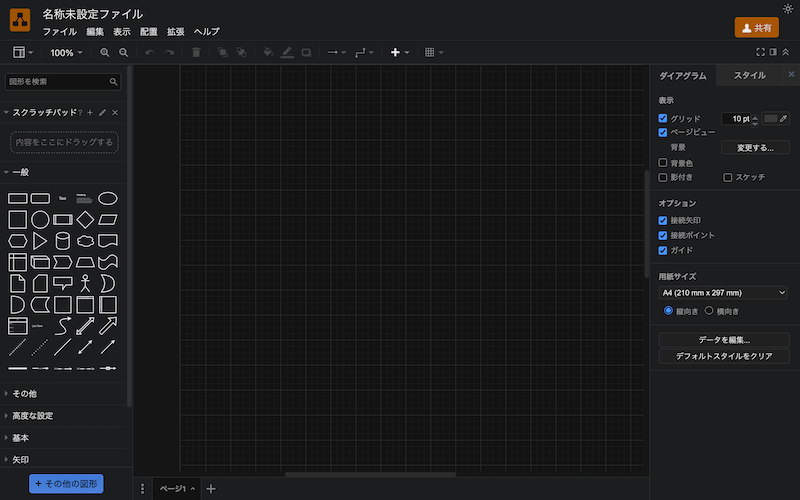 名称未設定ファイル
ファイル 編集 表示 配置 拡張 ヘルプ
共有
100%
図形を検索
スクラッチパッド ?
内容をここにドラッグする
一般
その他
高度な設定
基本
矢印
+ その他の図形
ページ1
ダイアグラム スタイル
表示
グリッド 10 pt
ページビュー
背景 変更する...
背景色
影付き スケッチ
オプション
接続矢印
接続ポイント
ガイド
用紙サイズ
A4 (210 mm x 297 mm)
縦向き 横向き
データを編集...
デフォルトスタイルをクリア